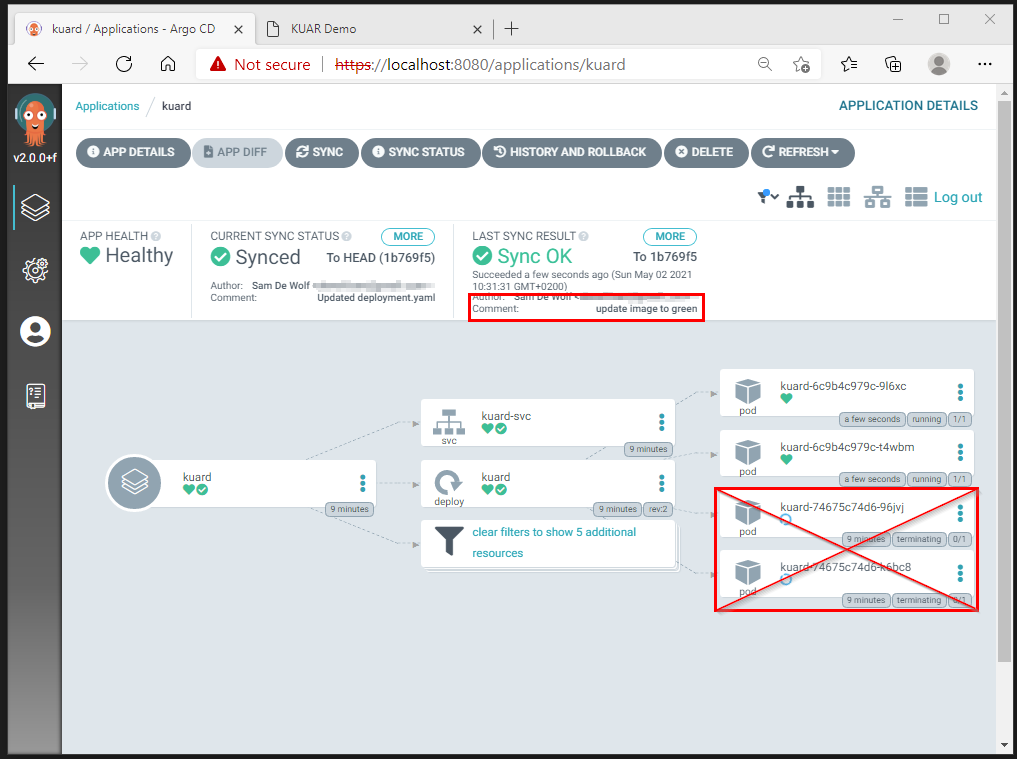 kuard / Applications - Argo CD
KUAR Demo
Not secure
https://localhost:8080/applications/kuard
v2.0.0+f
Applications / kuard
APPLICATION DETAILS
APP DETAILS
APP DIFF
SYNC
SYNC STATUS
HISTORY AND ROLLBACK
DELETE
REFRESH
Log out
APP HEALTH
Healthy
CURRENT SYNC STATUS
MORE
Synced
To HEAD (1b769f5)
Author: Sam De Wolf
Comment: Updated deployment.yaml
LAST SYNC RESULT
MORE
Sync OK
To 1b769f5
Succeeded a few seconds ago (Sun May 02 2021
10:31:31 GMT+0200)
Author: Sam De Wolf <
Comment: update image to green
kuard
9 minutes
svc
kuard-svc
9 minutes
deploy
kuard
9 minutes
rev:2
clear filters to show 5 additional
resources
pod
kuard-6c9b4c979c-9l6xc
a few seconds
running
1/1
pod
kuard-6c9b4c979c-t4wbm
a few seconds
running
1/1
pod
kuard-74675c74d6-96jvj
9 minutes
terminating
0/1
pod
kuard-74675c74d6-k6bc8
9 minutes
terminating
0/1